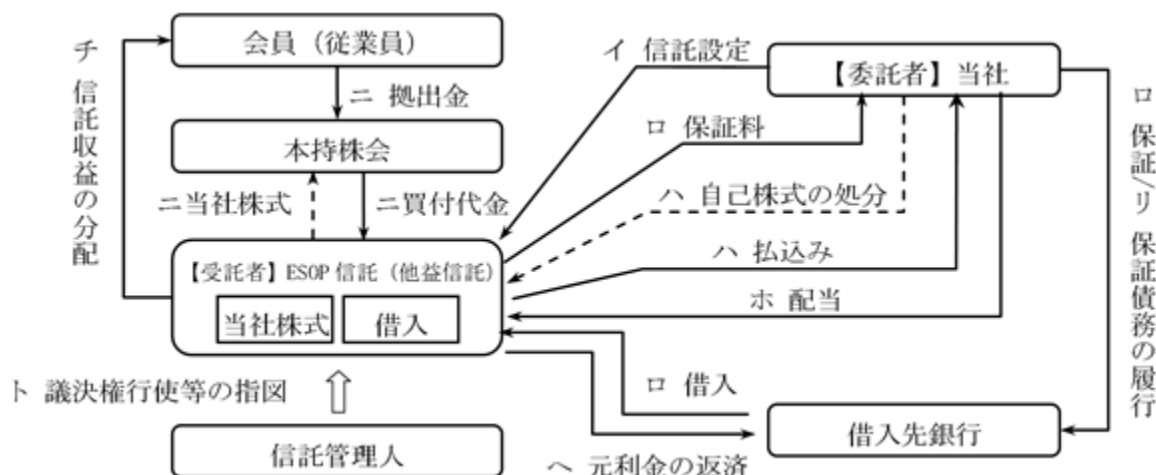 会員（従業員）
イ 信託設定
【委託者】当社
チ 信託収益の分配
ニ 拠出金
ロ 保証料
ロ 保証/リ 保証債務の履行
本持株会
ハ 自己株式の処分
ニ当社株式
ニ買付代金
ハ 払込み
【受託者】ESOP 信託（他益信託）
ホ 配当
当社株式
借入
ト 議決権行使等の指図
ロ 借入
借入先銀行
信託管理人
ヘ 元利金の返済